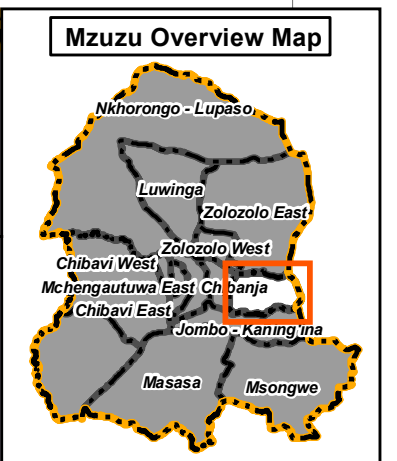 Mzuzu Overview Map
Nkhorongo - Lupaso
Luwinga
Zolozolo East
Zolozolo West
Chibavi West
Mchengautuwa East Chibanja
Chibavi East
Jombo - Kaning'ina
Masasa
Msongwe